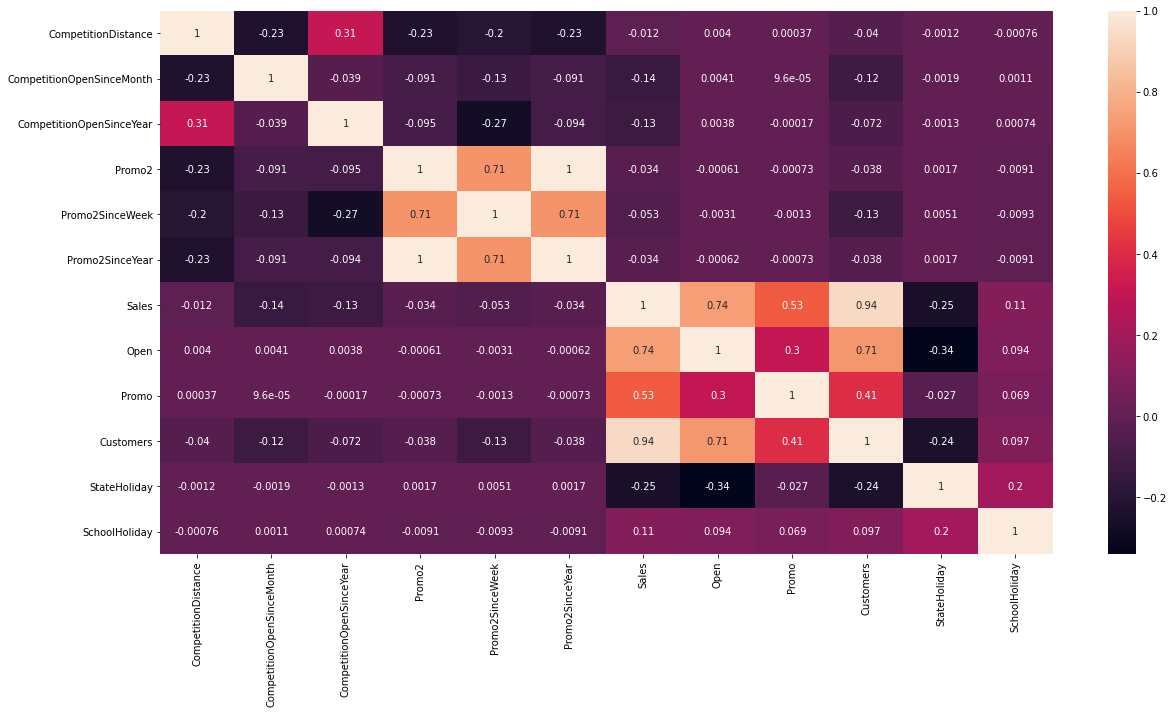 CompetitionDistance 1 -0.23 0.31 -0.23 -0.2 -0.23 -0.012 0.004 0.00037 -0.04 -0.0012 -0.00076
CompetitionOpenSinceMonth -0.23 1 -0.039 -0.091 -0.13 -0.091 -0.14 0.0041 9.6e-05 -0.12 -0.0019 0.0011
CompetitionOpenSinceYear 0.31 -0.039 1 -0.095 -0.27 -0.094 -0.13 0.0038 -0.00017 -0.072 -0.0013 0.00074
Promo2 -0.23 -0.091 -0.095 1 0.71 1 -0.034 -0.00061 -0.00073 -0.038 0.0017 -0.0091
Promo2SinceWeek -0.2 -0.13 -0.27 0.71 1 0.71 -0.053 -0.0031 -0.0013 -0.13 0.0051 -0.0093
Promo2SinceYear -0.23 -0.091 -0.094 1 0.71 1 -0.034 -0.00062 -0.00073 -0.038 0.0017 -0.0091
Sales -0.012 -0.14 -0.13 -0.034 -0.053 -0.034 1 0.74 0.53 0.94 -0.25 0.11
Open 0.004 0.0041 0.0038 -0.00061 -0.0031 -0.00062 0.74 1 0.3 0.71 -0.34 0.094
Promo 0.00037 9.6e-05 -0.00017 -0.00073 -0.0013 -0.00073 0.53 0.3 1 0.41 -0.027 0.069
Customers -0.04 -0.12 -0.072 -0.038 -0.13 -0.038 0.94 0.71 0.41 1 -0.24 0.097
StateHoliday -0.0012 -0.0019 -0.0013 0.0017 0.0051 0.0017 -0.25 -0.34 -0.027 -0.24 1 0.2
SchoolHoliday -0.00076 0.0011 0.00074 -0.0091 -0.0093 -0.0091 0.11 0.094 0.069 0.097 0.2 1
CompetitionDistance
CompetitionOpenSinceMonth
CompetitionOpenSinceYear
Promo2
Promo2SinceWeek
Promo2SinceYear
Sales
Open
Promo
Customers
StateHoliday
SchoolHoliday
1.0
0.8
0.6
0.4
0.2
0.0
−0.2